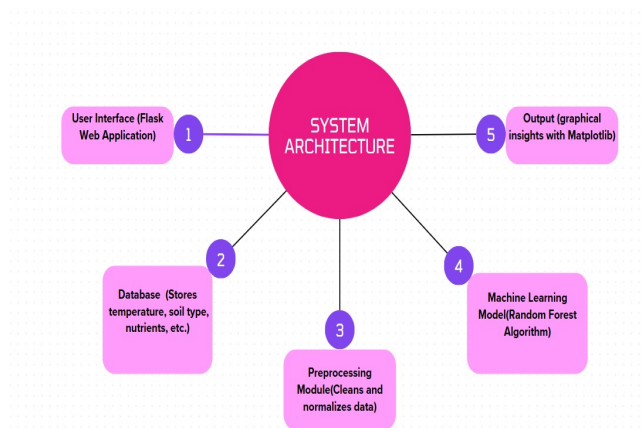 SYSTEM
ARCHITECTURE
1
User Interface (Flask
Web Application)
2
Database (Stores
temperature, soil type,
nutrients, etc.)
3
Preprocessing
Module(Cleans and
normalizes data)
4
Machine Learning
Model(Random Forest
Algorithm)
5
Output (graphical
insights with Matplotlib)